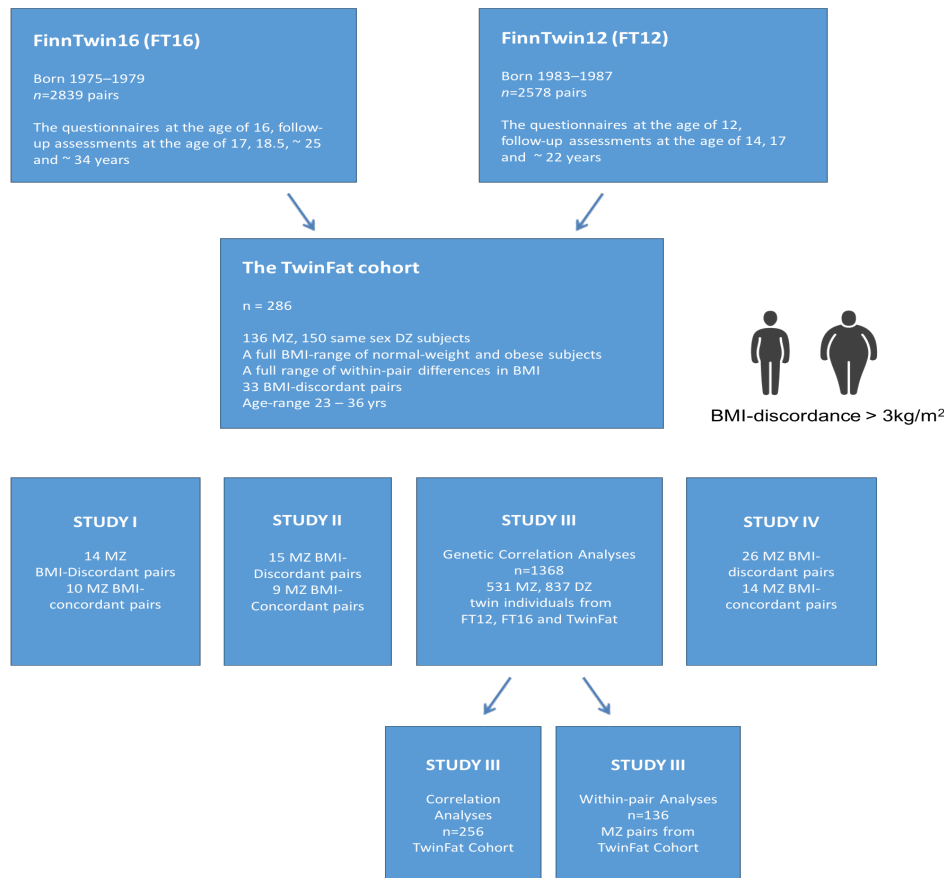 FinnTwin16 (FT16)
Born 1975–1979
n=2839 pairs
The questionnaires at the age of 16, follow-
up assessments at the age of 17, 18.5, ~ 25
and ~ 34 years
FinnTwin12 (FT12)
Born 1983–1987
n=2578 pairs
The questionnaires at the age of 12,
follow-up assessments at the age of 14, 17
and ~ 22 years
The TwinFat cohort
n = 286
136 MZ, 150 same sex DZ subjects
A full BMI-range of normal-weight and obese subjects
A full range of within-pair differences in BMI
33 BMI-discordant pairs
Age-range 23 – 36 yrs
BMI-discordance > 3kg/m²
STUDY I
14 MZ
BMI-Discordant pairs
10 MZ BMI-
concordant pairs
STUDY II
15 MZ BMI-
Discordant pairs
9 MZ BMI-
Concordant pairs
STUDY III
Genetic Correlation Analyses
n=1368
531 MZ, 837 DZ
twin individuals from
FT12, FT16 and TwinFat
STUDY IV
26 MZ BMI-
discordant pairs
14 MZ BMI-
concordant pairs
STUDY III
Correlation
Analyses
n=256
TwinFat Cohort
STUDY III
Within-pair Analyses
n=136
MZ pairs from
TwinFat Cohort